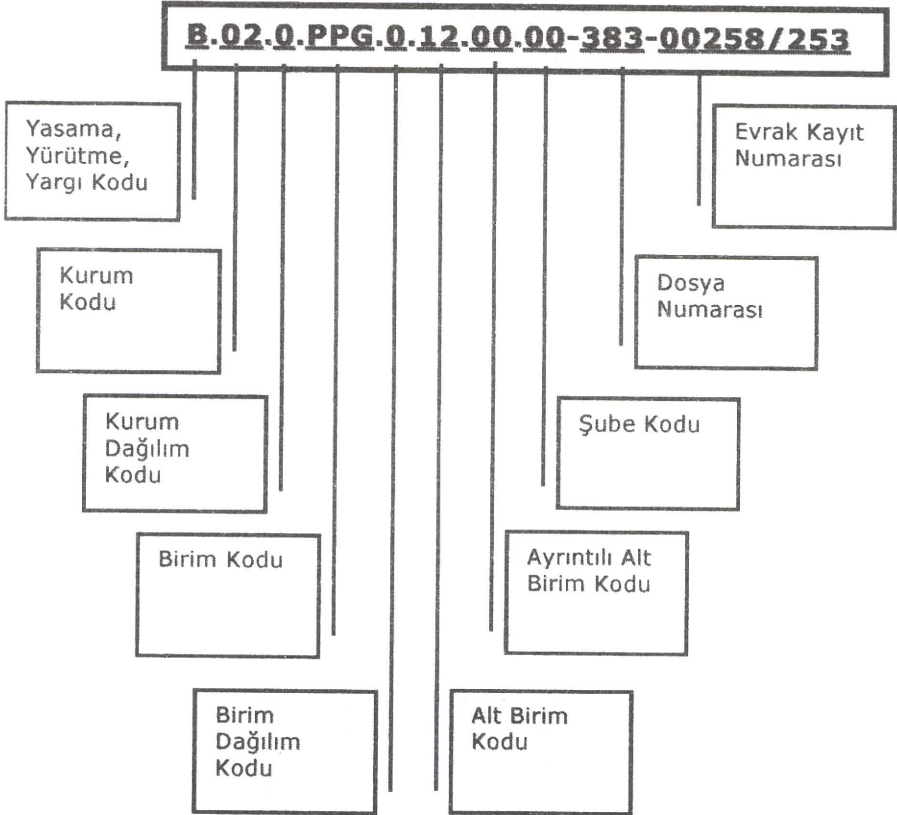 B.02.0.PPG.0.12.00.00-383-00258/253
Yasama,
Yürütme,
Yargı Kodu
Evrak Kayıt
Numarası
Kurum
Kodu
Dosya
Numarası
Kurum
Dağılım
Kodu
Şube Kodu
Birim Kodu
Ayrıntılı Alt
Birim Kodu
Birim
Dağılım
Kodu
Alt Birim
Kodu